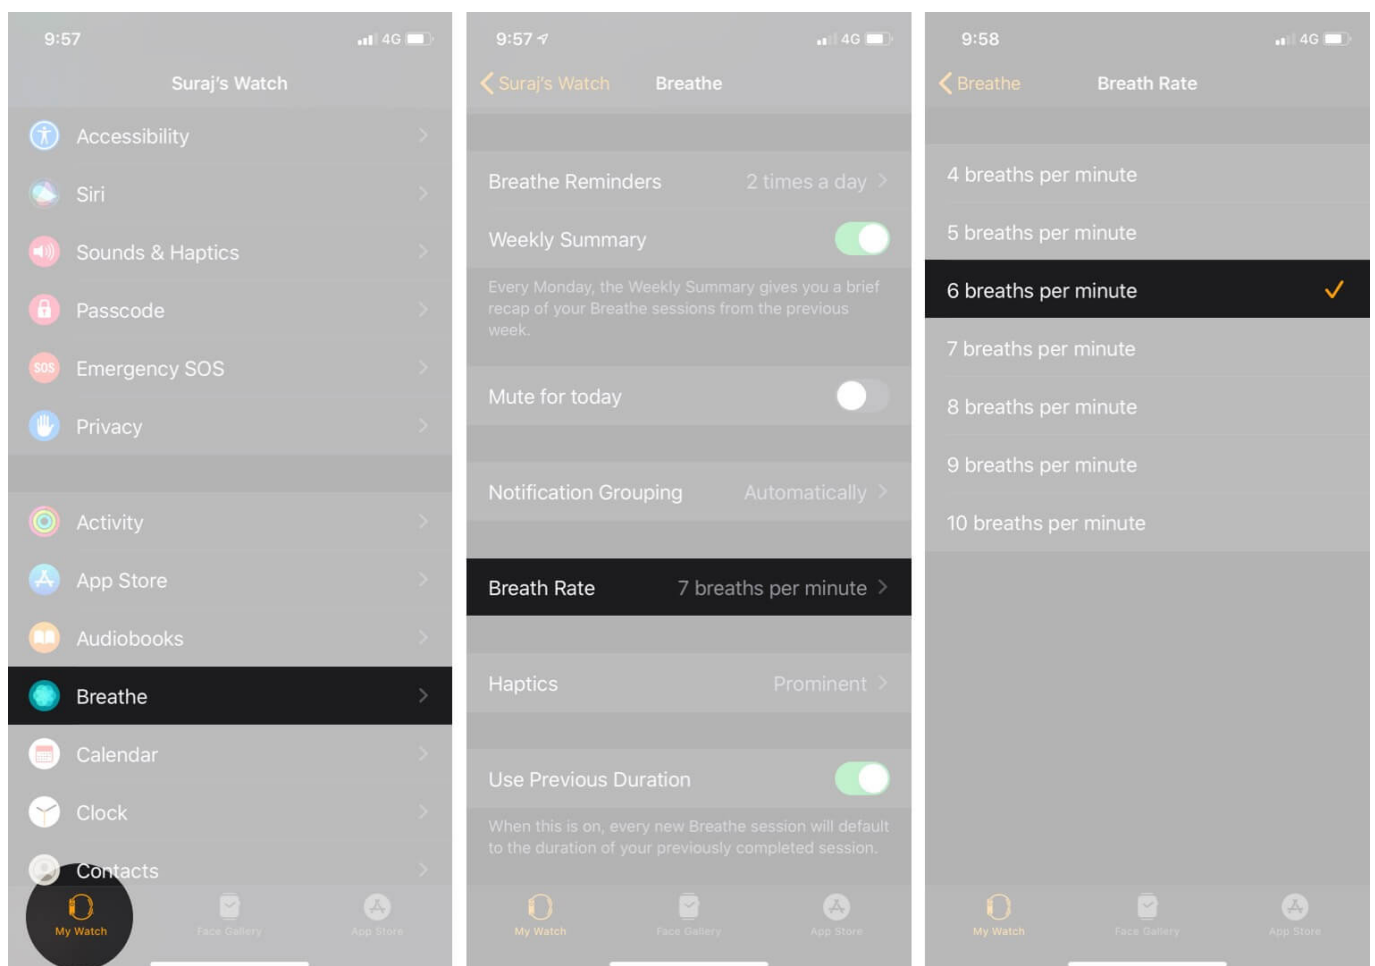 9:57
4G
Suraj's Watch
Accessibility
Siri
Sounds & Haptics
Passcode
SOS
Emergency SOS
Privacy
Activity
App Store
Audiobooks
Breathe
Calendar
Clock
Contacts
My Watch
Face Gallery
App Store
9:57
4G
Suraj's Watch
Breathe
Breathe Reminders
2 times a day
Weekly Summary
Every Monday, the Weekly Summary gives you a brief
recap of your Breathe sessions from the previous
week.
Mute for today
Notification Grouping
Automatically
Breath Rate
7 breaths per minute
Haptics
Prominent
Use Previous Duration
When this is on, every new Breathe session will default
to the duration of your previously completed session.
My Watch
Face Gallery
App Store
9:58
4G
Breathe
Breath Rate
4 breaths per minute
5 breaths per minute
6 breaths per minute
7 breaths per minute
8 breaths per minute
9 breaths per minute
10 breaths per minute
My Watch
Face Gallery
App Store